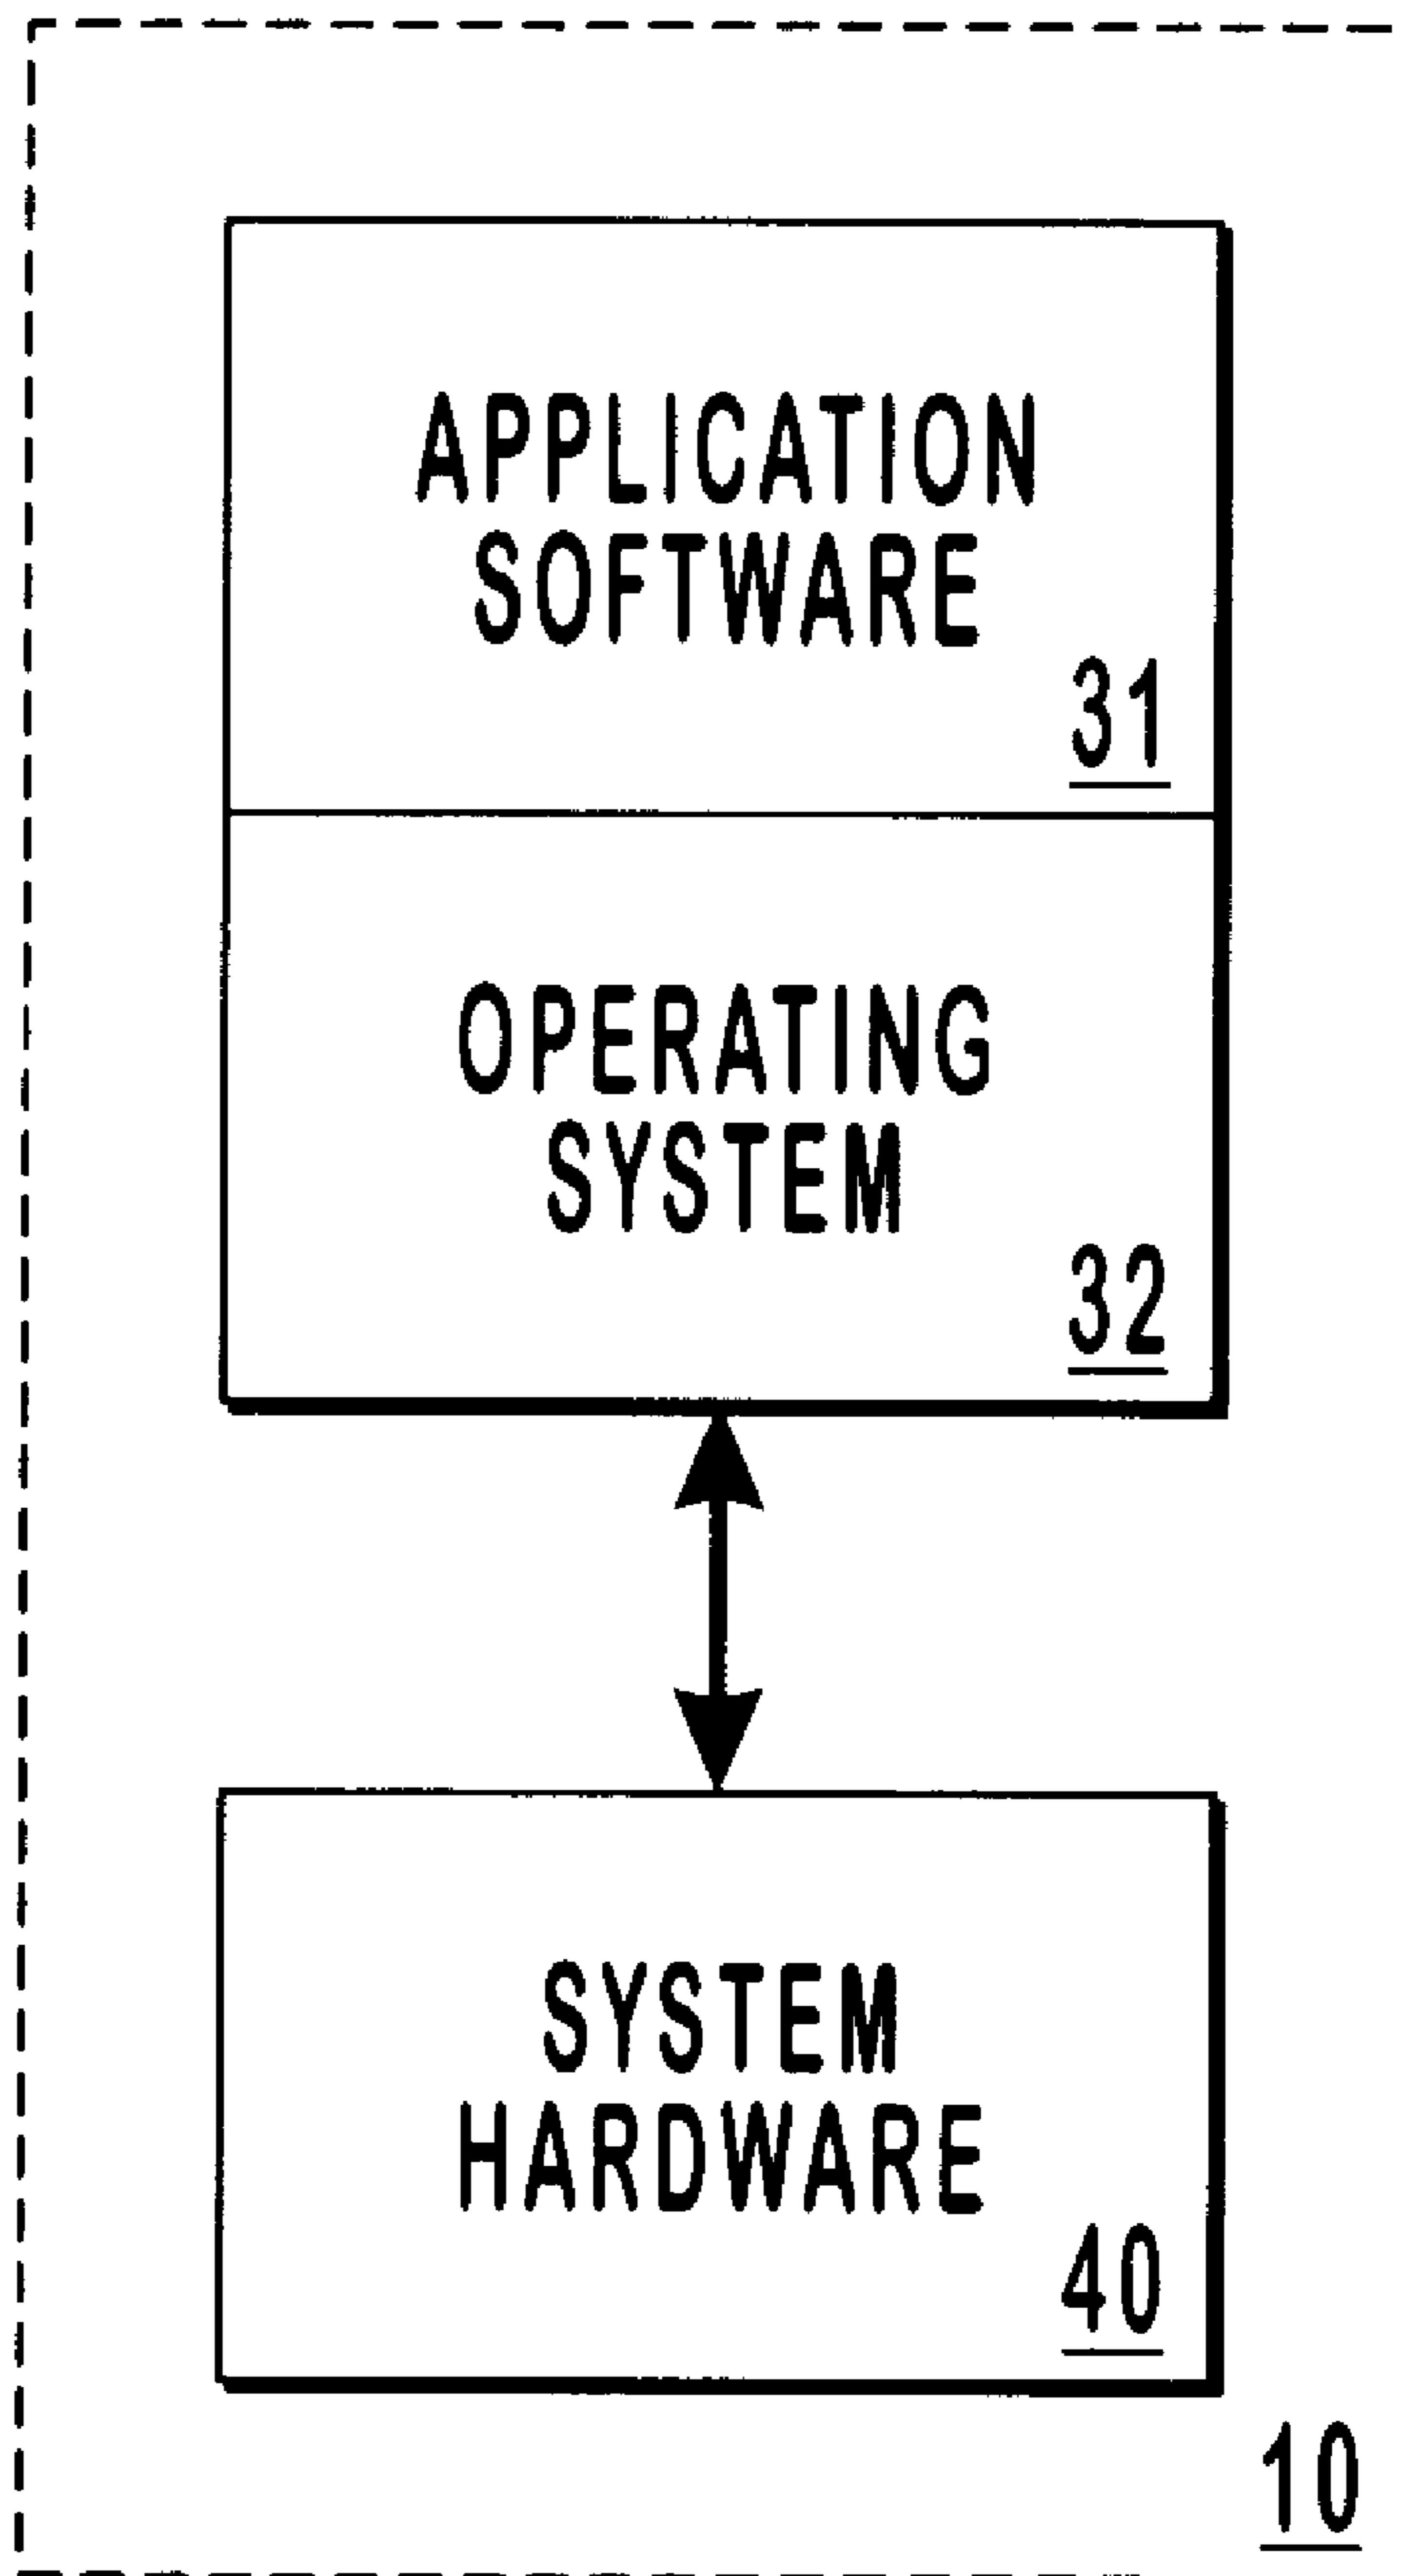 APPLICATION
SOFTWARE
31
OPERATING
SYSTEM
32
SYSTEM
HARDWARE
40
10